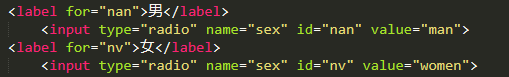 <label for="nan">男</label>
<input type="radio" name="sex" id="nan" value="man">
<label for="nv">女</label>
<input type="radio" name="sex" id="nv" value="women">